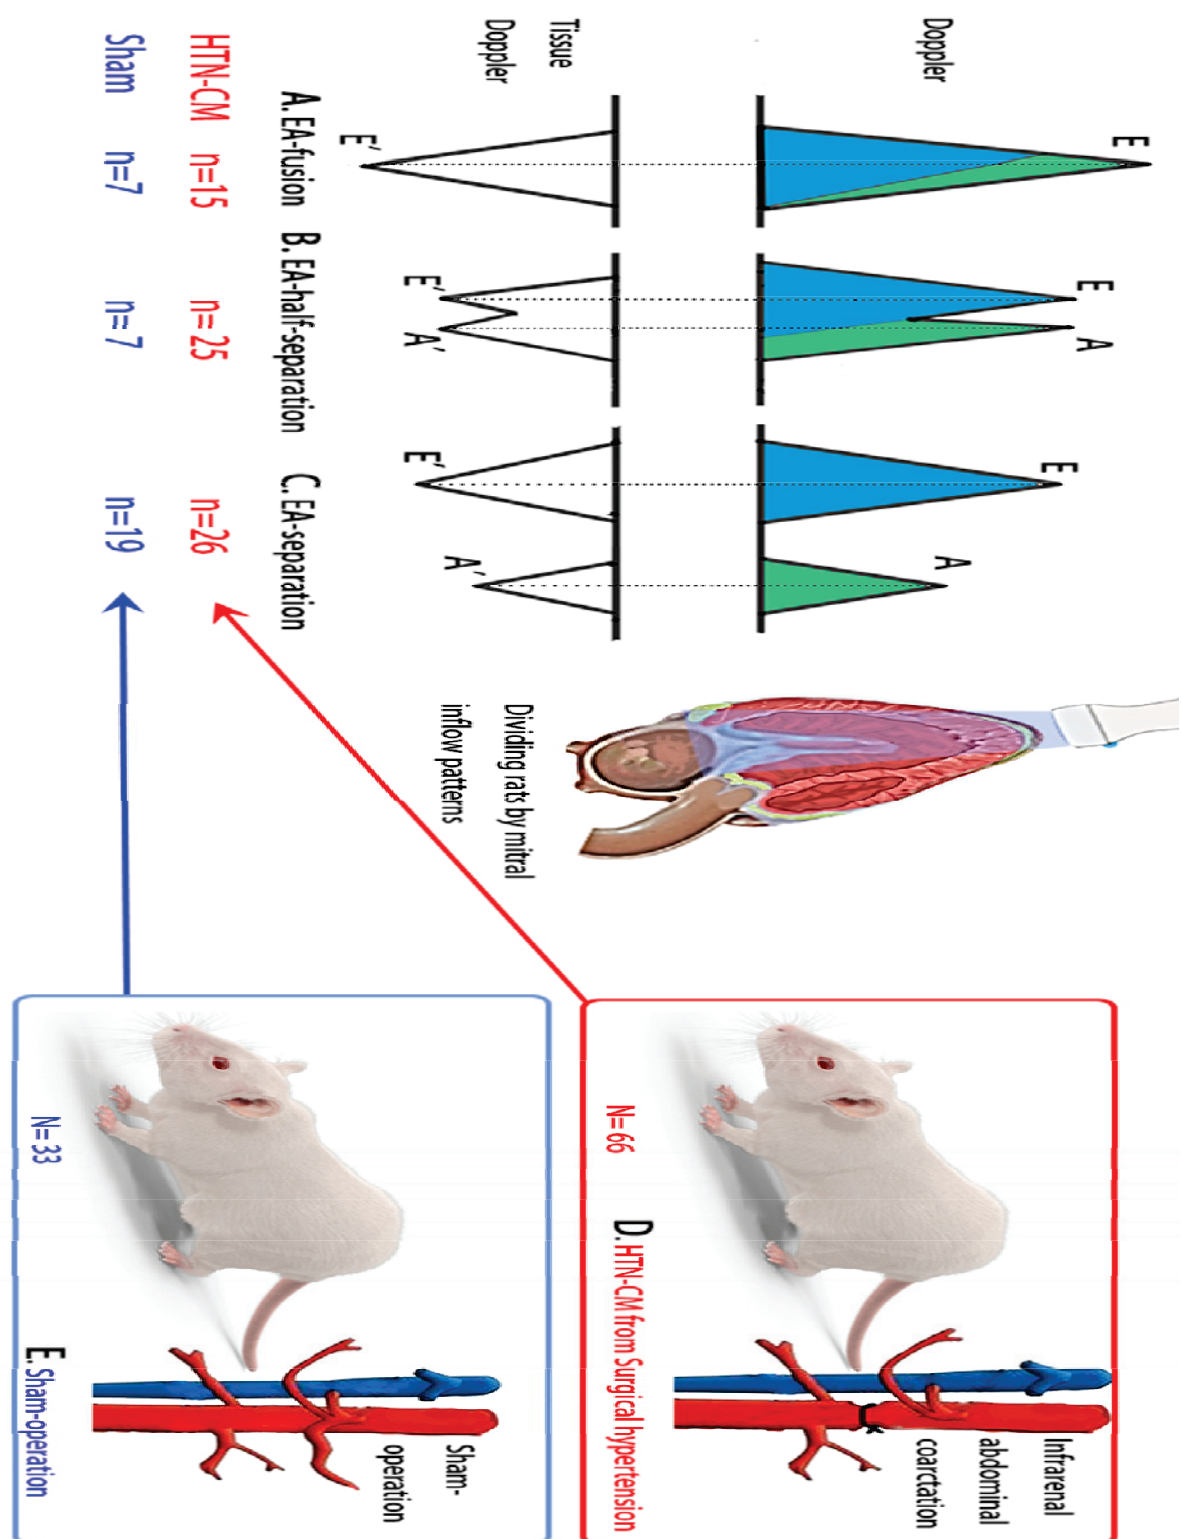 Doppler
E
E
A
E
A
Tissue
Doppler
E′
E′
A′
E′
A′
A. EA-fusion
B. EA-half-separation
C. EA-separation
HTN-CM
n=15
n= 25
n=26
Sham
n=7
n= 7
n=19
Dividing rats by mitral
inflow patterns
Infrarenal
abdominal
coarctation
N= 66
D. HTN-CM from Surgical hypertension
Sham-
operation
N= 33
E. Sham-operation